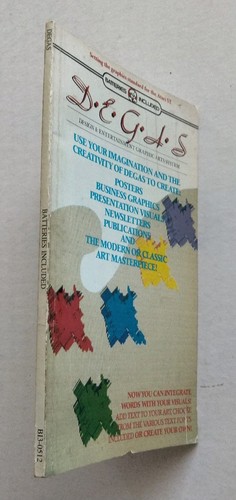 Setting the graphics standard for the Atari ST.
BATTERIES INCLUDED
D.E.G.A.S
DESIGN & ENTERTAINMENT GRAPHIC ARTS SYSTEM
USE YOUR IMAGINATION AND THE
CREATIVITY OF DEGAS TO CREATE:
POSTERS
BUSINESS GRAPHICS
PRESENTATION VISUALS
NEWSLETTERS
PUBLICATIONS
AND
THE MODERN OR CLASSIC
ART MASTERPIECE!
NOW YOU CAN INTEGRATE
WORDS WITH YOUR VISUALS!
ADD TEXT TO YOUR ART. CHOOSE
FROM THE VARIOUS TEXT FONTS
INCLUDED OR CREATE YOUR OWN!
DEGAS
BATTERIES INCLUDED
BI3-0512